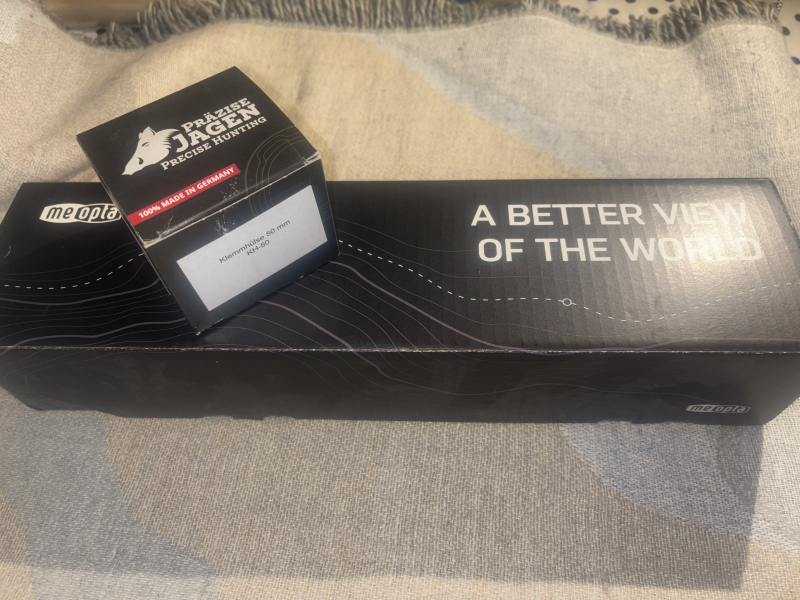 PRÄZISE
JAGEN
PRECISE HUNTING
100% MADE IN GERMANY
Klemmhülse 50 mm
KH-50
meopta
A BETTER VIEW
OF THE WORLD
meopta